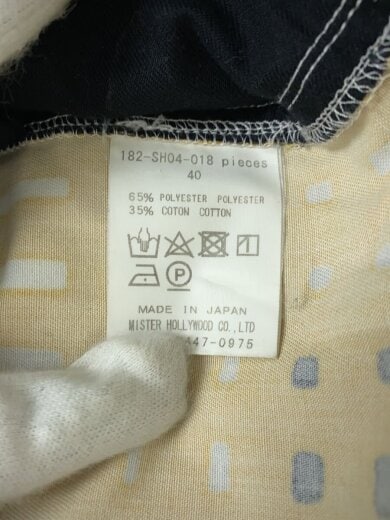 182-SH04-018 pieces
40
65% POLYESTER POLYESTER
35% COTON COTTON
MADE IN JAPAN
MISTER HOLLYWOOD CO.,LTD
447-0975